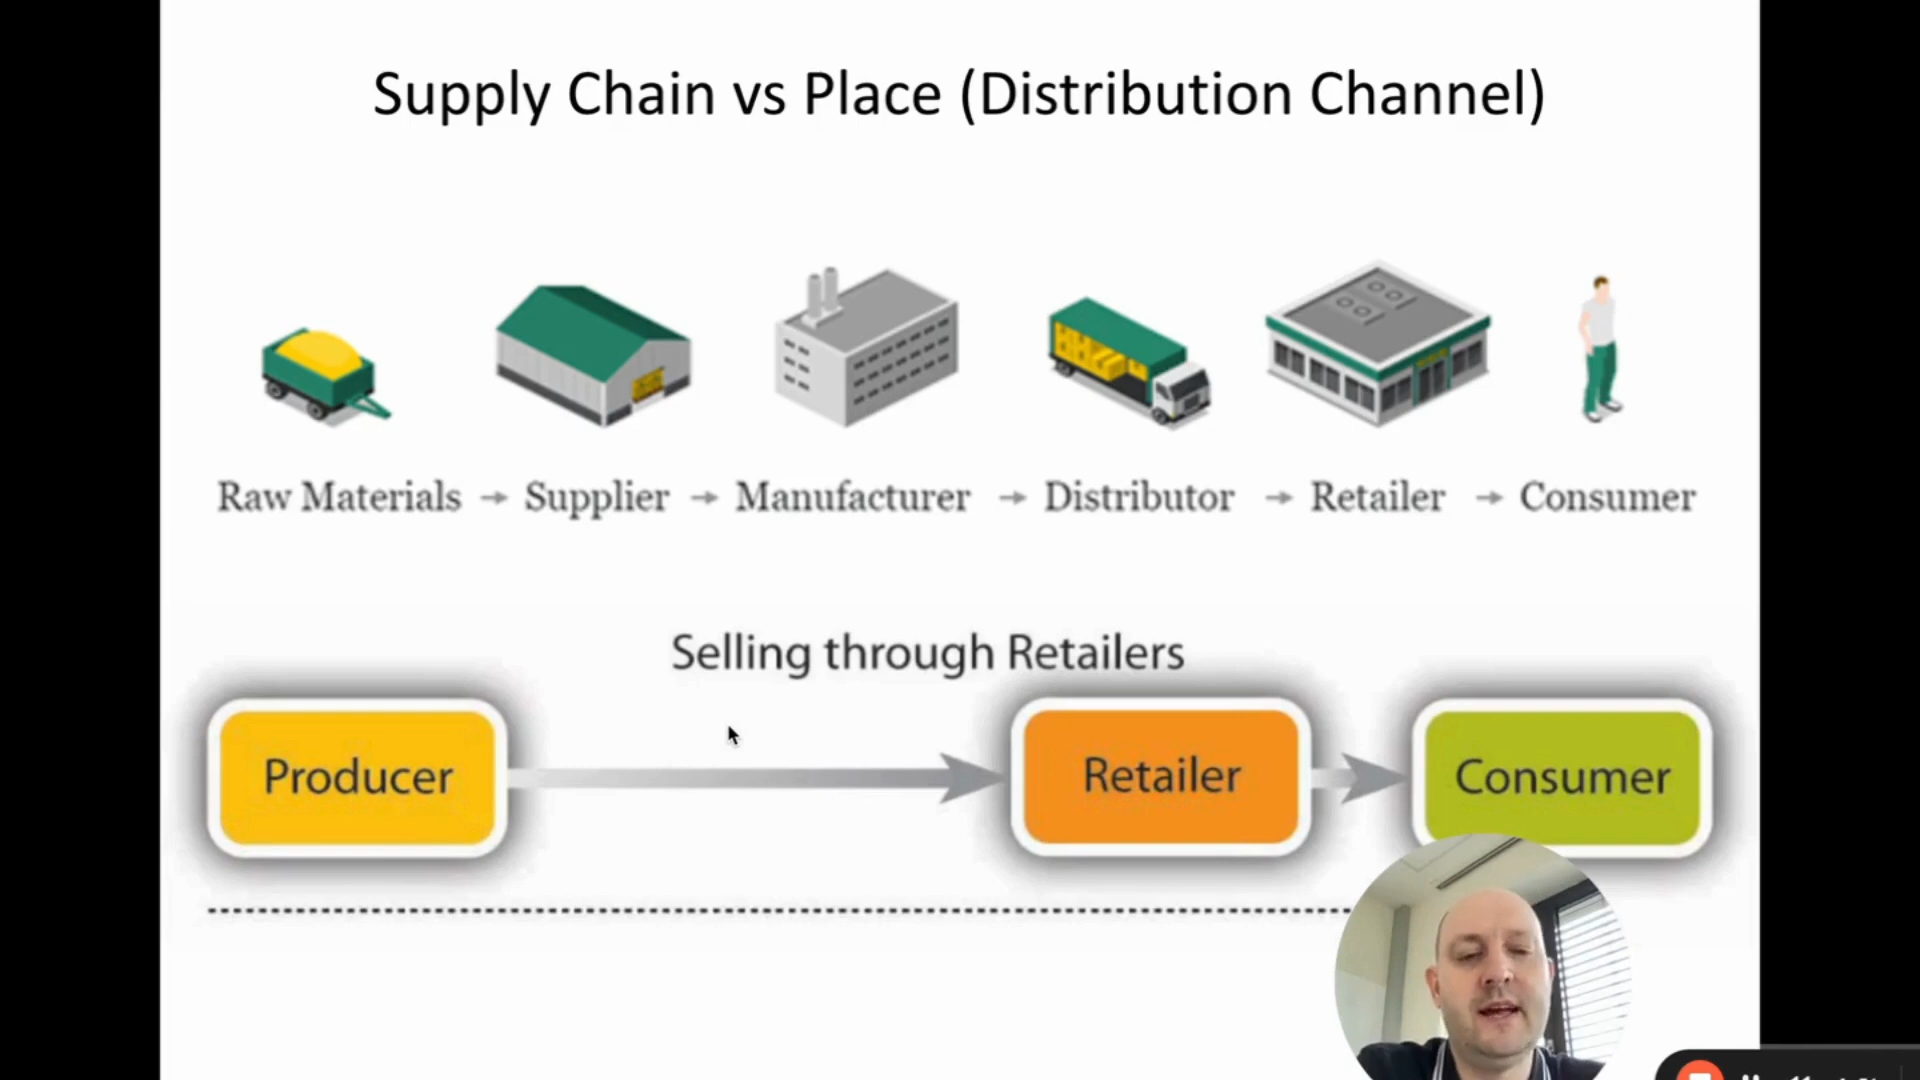 Supply Chain vs Place (Distribution Channel)
Raw Materials → Supplier → Manufacturer → Distributor → Retailer → Consumer
Selling through Retailers
Producer
Retailer
Consumer